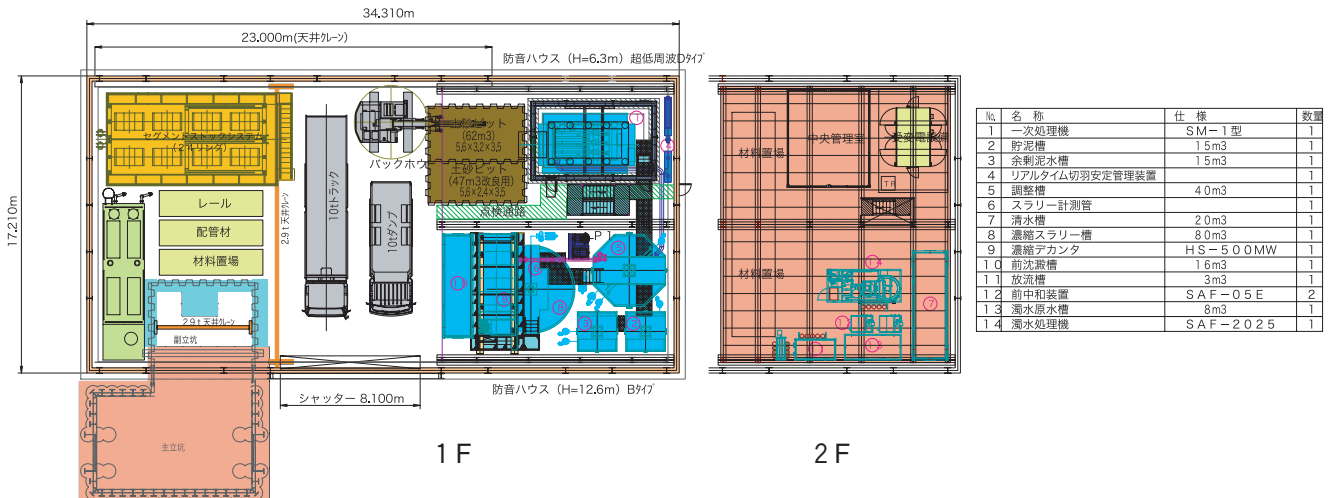 34.310m
23.000m(天井クレーン)
防音ハウス（H=6.3m）超低周波Dタイプ
17.210m
セグメントストックシステム
（24リング）
レール
配管材
材料置場
2.9ｔ天井クレーン
副立坑
主立坑
2.9ｔ天井クレーン
10tトラック
10tダンプ
バックホウ
土砂ピット
(62m3)
5,6×3,2×3,5
土砂ピット
(47m3改良用)
5,6×2,4×3,5
点検通路
P1
シャッター 8.100m
防音ハウス（H=12.6m）Bタイプ
1F
材料置場
中央管理室
受変電設備
TR
材料置場
2F
№ 名 称 仕 様 数量
1 一次処理機 SM－1型 1
2 貯泥槽 15m3 1
3 余剰泥水槽 15m3 1
4 リアルタイム切羽安定管理装置 1
5 調整槽 40m3 1
6 スラリー計測管 1
7 清水槽 20m3 1
8 濃縮スラリー槽 80m3 1
9 濃縮デカンタ HS－500MW 1
10 前沈澱槽 16m3 1
11 放流槽 3m3 1
12 前中和装置 SAF－05E 2
13 濁水原水槽 8m3 1
14 濁水処理機 SAF－2025 1